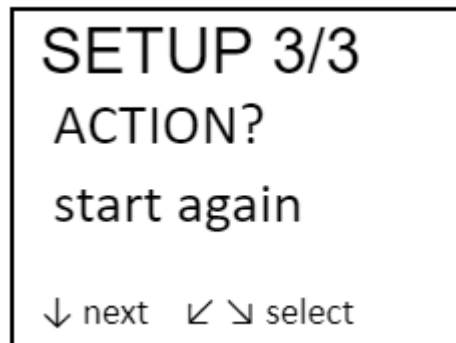 SETUP 3/3
ACTION?
start again
↓ next ↙ ↘ select